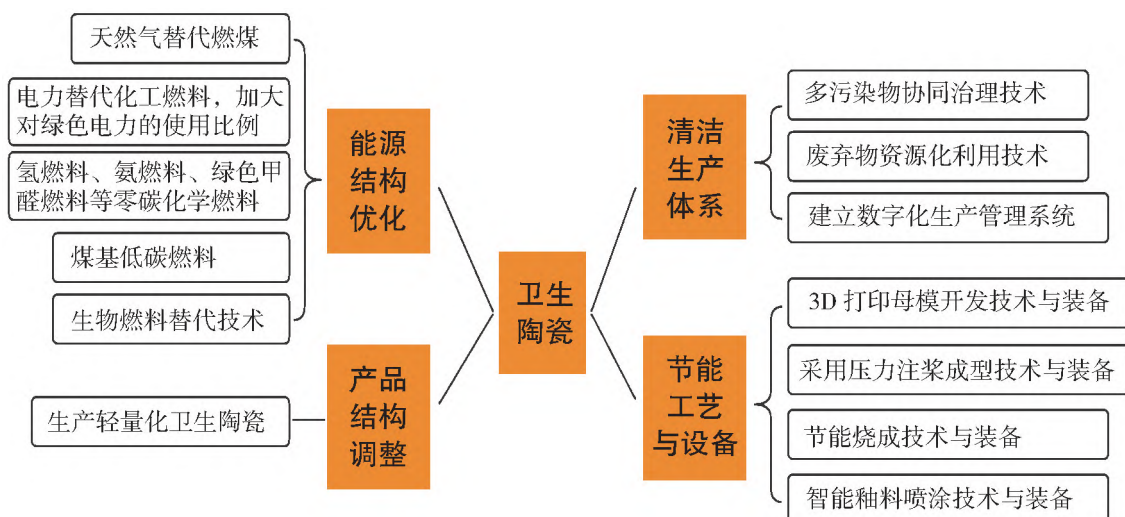 天然气替代燃煤
电力替代化工燃料，加大
对绿色电力的使用比例
氢燃料、氨燃料、绿色甲
醛燃料等零碳化学燃料
煤基低碳燃料
生物燃料替代技术
能源
结构
优化
生产轻量化卫生陶瓷
产品
结构
调整
卫生
陶瓷
清洁
生产
体系
多污染物协同治理技术
废弃物资源化利用技术
建立数字化生产管理系统
节能
工艺
与设备
3D 打印母模开发技术与装备
采用压力注浆成型技术与装备
节能烧成技术与装备
智能釉料喷涂技术与装备